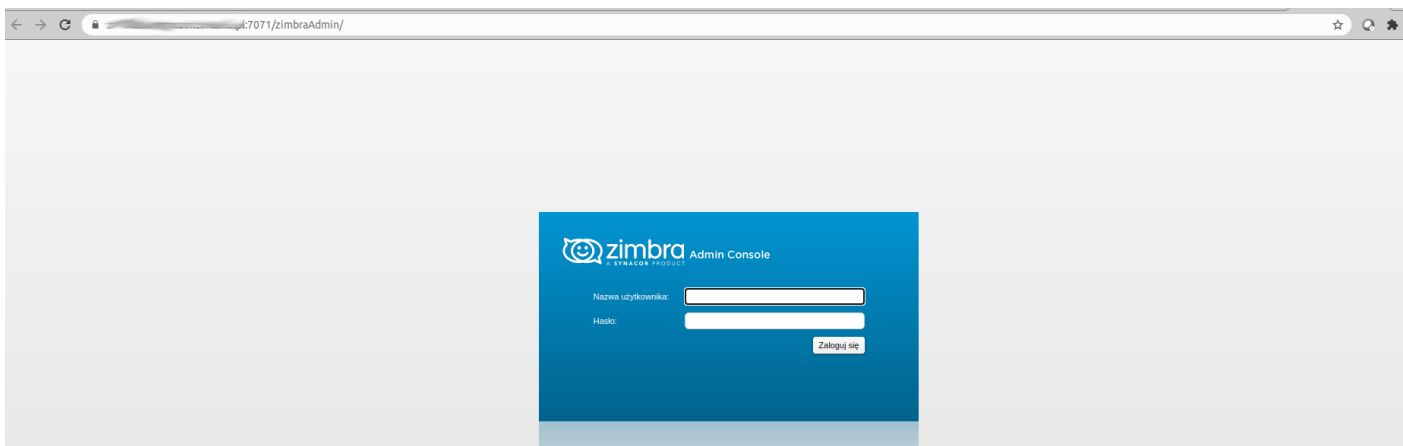 :7071/zimbraAdmin/
zimbra Admin Console
A SYNACOR PRODUCT
Nazwa użytkownika:
Hasło:
Zaloguj się